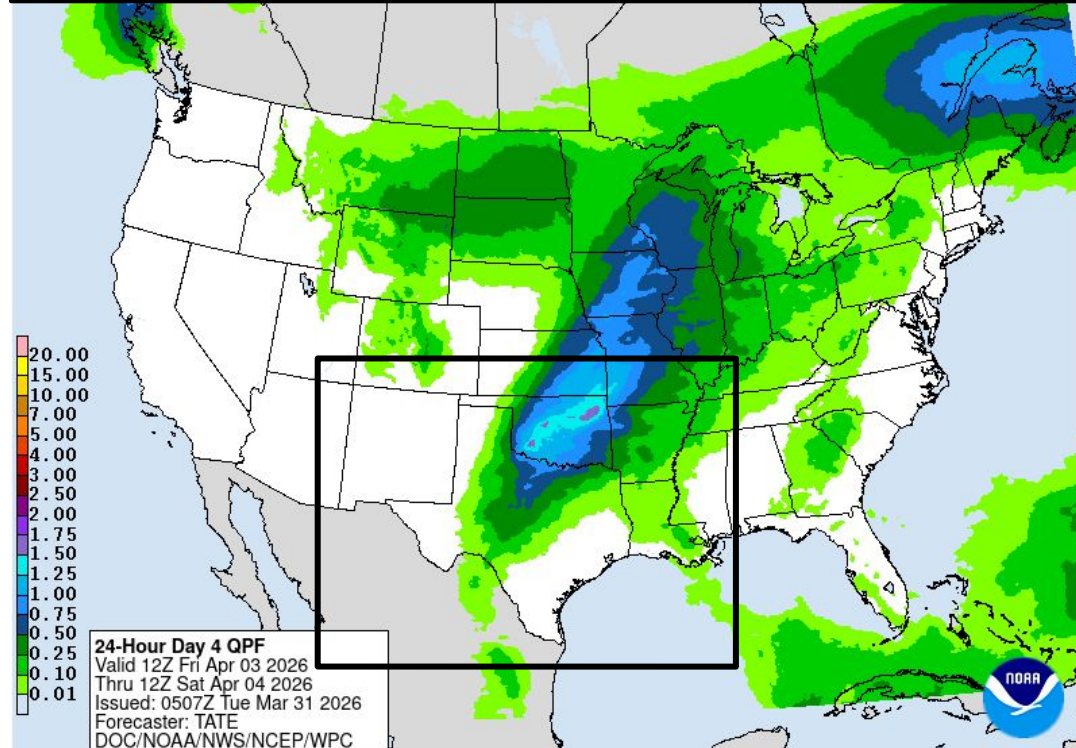 20.00
15.00
10.00
7.00
5.00
4.00
3.00
2.50
2.00
1.75
1.50
1.25
1.00
0.75
0.50
0.25
0.10
0.01
24-Hour Day 4 QPF
Valid 12Z Fri Apr 03 2026
Thru 12Z Sat Apr 04 2026
Issued: 0507Z Tue Mar 31 2026
Forecaster: TATE
DOC/NOAA/NWS/NCEP/WPC
NOAA